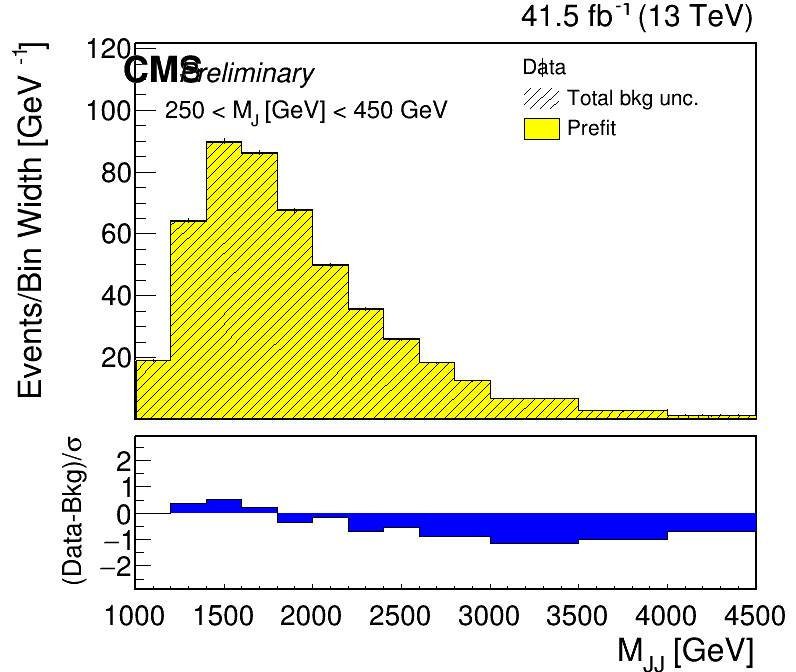 41.5 fb⁻¹ (13 TeV)
CMS Preliminary
250 < M_J [GeV] < 450 GeV
Data
Total bkg unc.
Prefit
Events/Bin Width [GeV⁻¹]
120
100
80
60
40
20
(Data-Bkg)/σ
2
1
0
−1
−2
1000 1500 2000 2500 3000 3500 4000 4500
M_JJ [GeV]